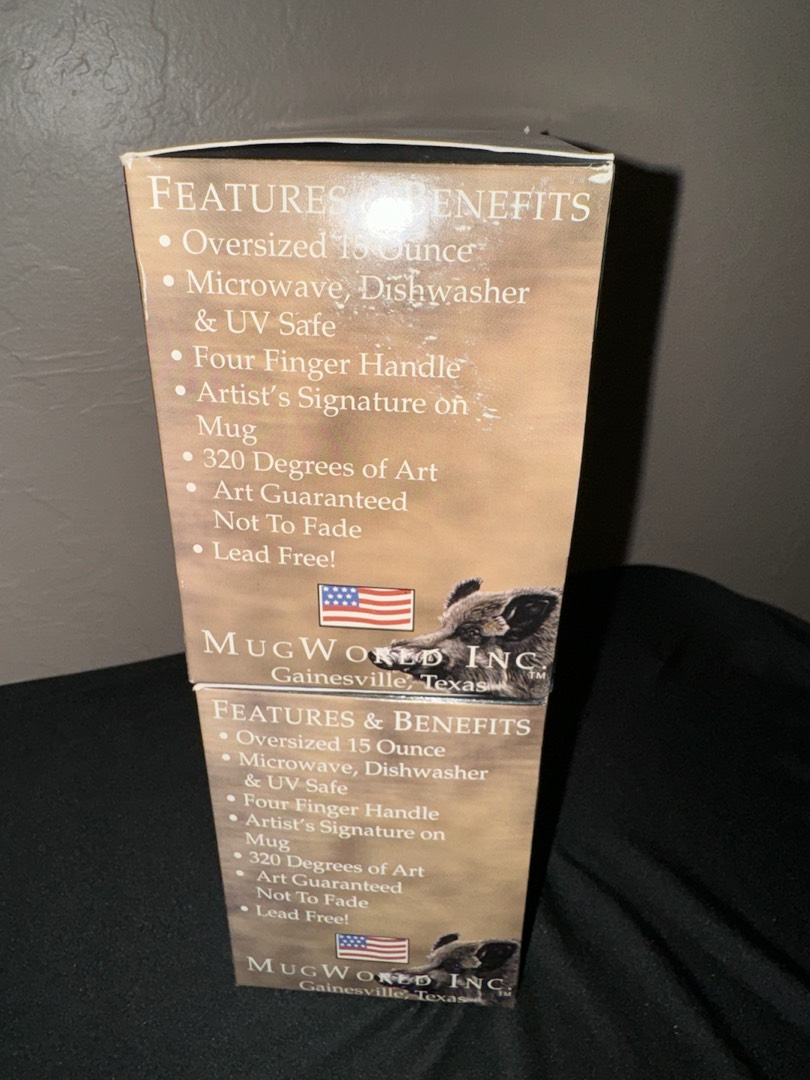 FEATURES & BENEFITS
• Oversized 15 Ounce
• Microwave, Dishwasher
& UV Safe
• Four Finger Handle
• Artist's Signature on
Mug
• 320 Degrees of Art
• Art Guaranteed
Not To Fade
• Lead Free!
MUGWORLD INC.™
Gainesville, Texas
FEATURES & BENEFITS
• Oversized 15 Ounce
• Microwave, Dishwasher
& UV Safe
• Four Finger Handle
• Artist's Signature on
Mug
• 320 Degrees of Art
• Art Guaranteed
Not To Fade
• Lead Free!
MUGWORLD INC.™
Gainesville, Texas